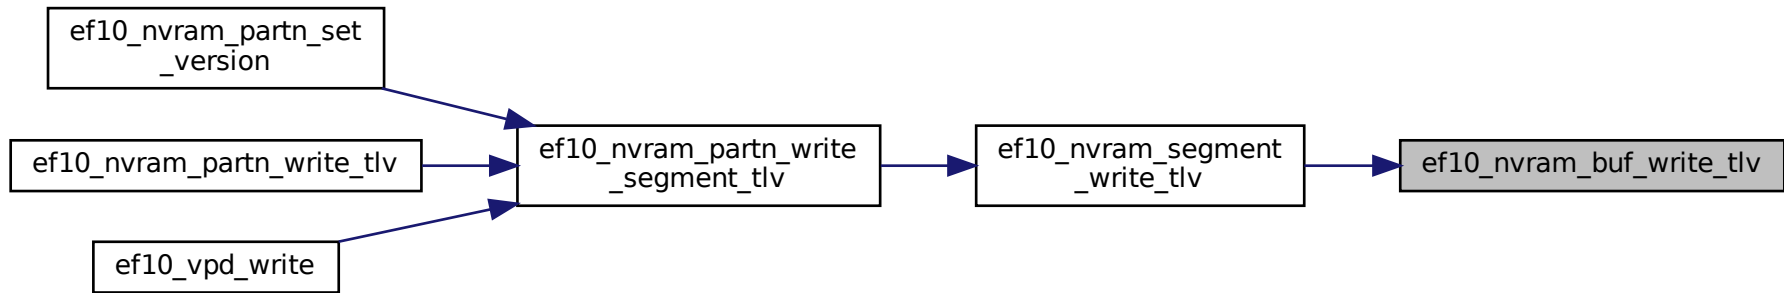 ef10_nvram_partn_set
_version
ef10_nvram_partn_write_tlv
ef10_vpd_write
ef10_nvram_partn_write
_segment_tlv
ef10_nvram_segment
_write_tlv
ef10_nvram_buf_write_tlv